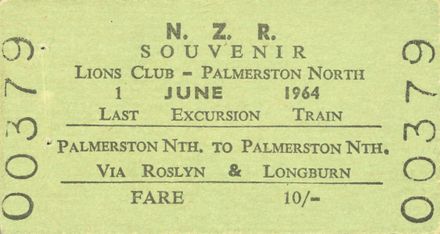 00379
N. Z. R.
SOUVENIR
LIONS CLUB – PALMERSTON NORTH
1 JUNE 1964
LAST EXCURSION TRAIN
PALMERSTON NTH. TO PALMERSTON NTH.
VIA ROSLYN & LONGBURN
FARE 10/–
00379